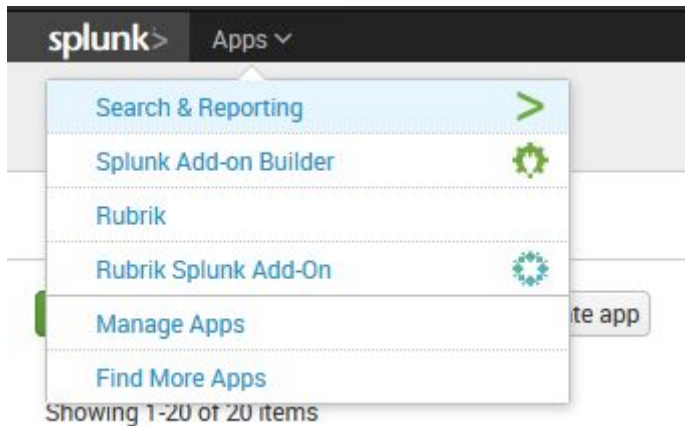 splunk> Apps
Search & Reporting
Splunk Add-on Builder
Rubrik
Rubrik Splunk Add-On
Manage Apps
te app
Find More Apps
Showing 1-20 of 20 items